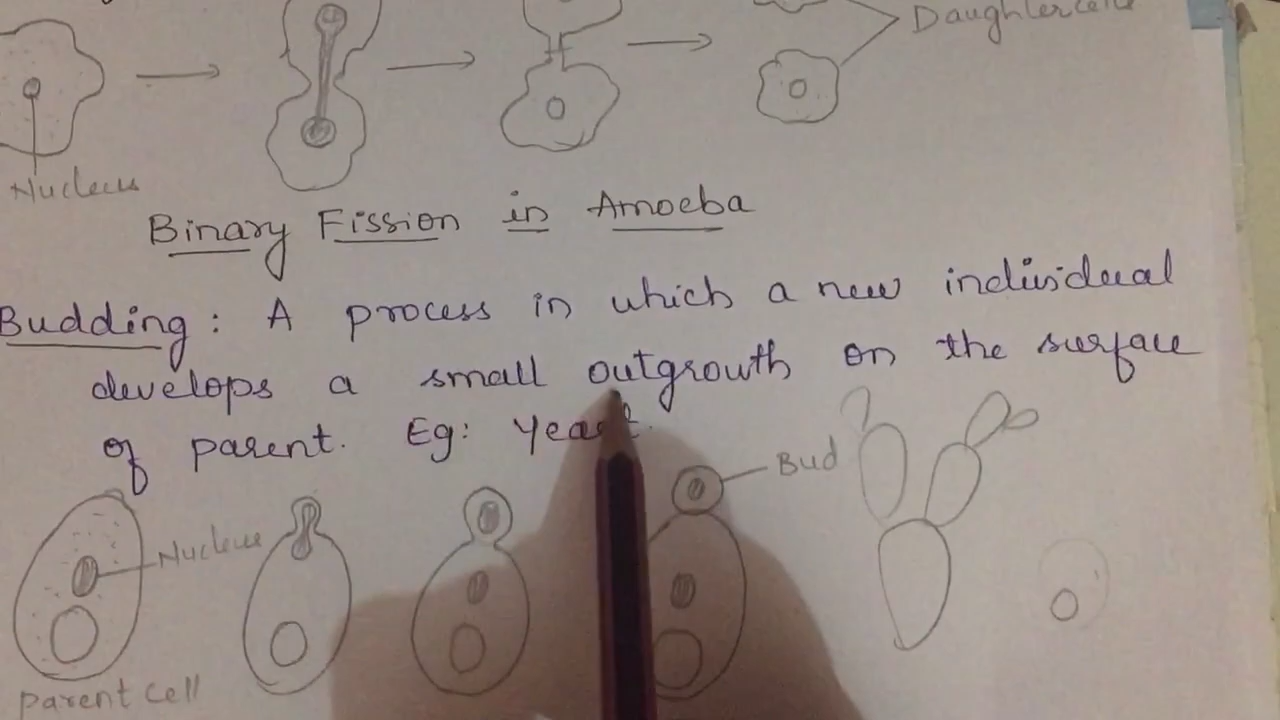 Daughter cells
Nucleus
Binary Fission in Amoeba
Budding: A process in which a new individual
develops a small outgrowth on the surface
of parent. Eg: Yeast.
Bud
Nucleus
Parent Cell